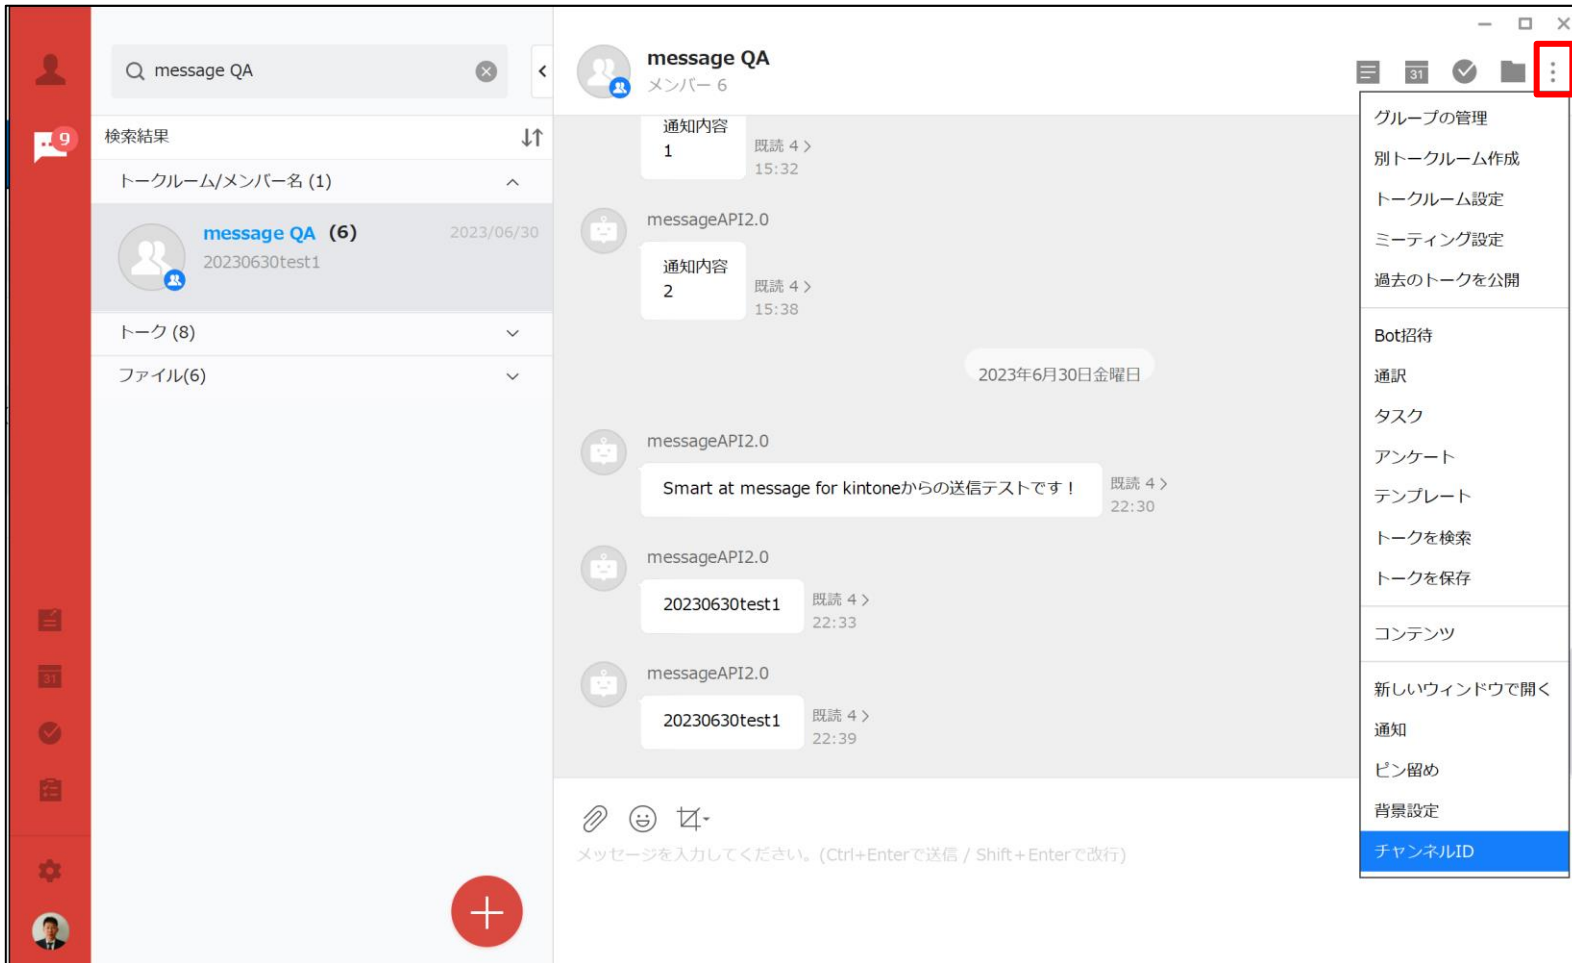 message QA
9
検索結果
トークルーム/メンバー名 (1)
message QA (6)
2023/06/30
20230630test1
トーク (8)
ファイル(6)
31
message QA
メンバー 6
31
通知内容
1
既読 4
15:32
messageAPI2.0
通知内容
2
既読 4
15:38
2023年6月30日金曜日
messageAPI2.0
Smart at message for kintoneからの送信テストです！
既読 4
22:30
messageAPI2.0
20230630test1
既読 4
22:33
messageAPI2.0
20230630test1
既読 4
22:39
メッセージを入力してください。(Ctrl+Enterで送信 / Shift+Enterで改行)
グループの管理
別トークルーム作成
トークルーム設定
ミーティング設定
過去のトークを公開
Bot招待
通訳
タスク
アンケート
テンプレート
トークを検索
トークを保存
コンテンツ
新しいウィンドウで開く
通知
ピン留め
背景設定
チャンネルID